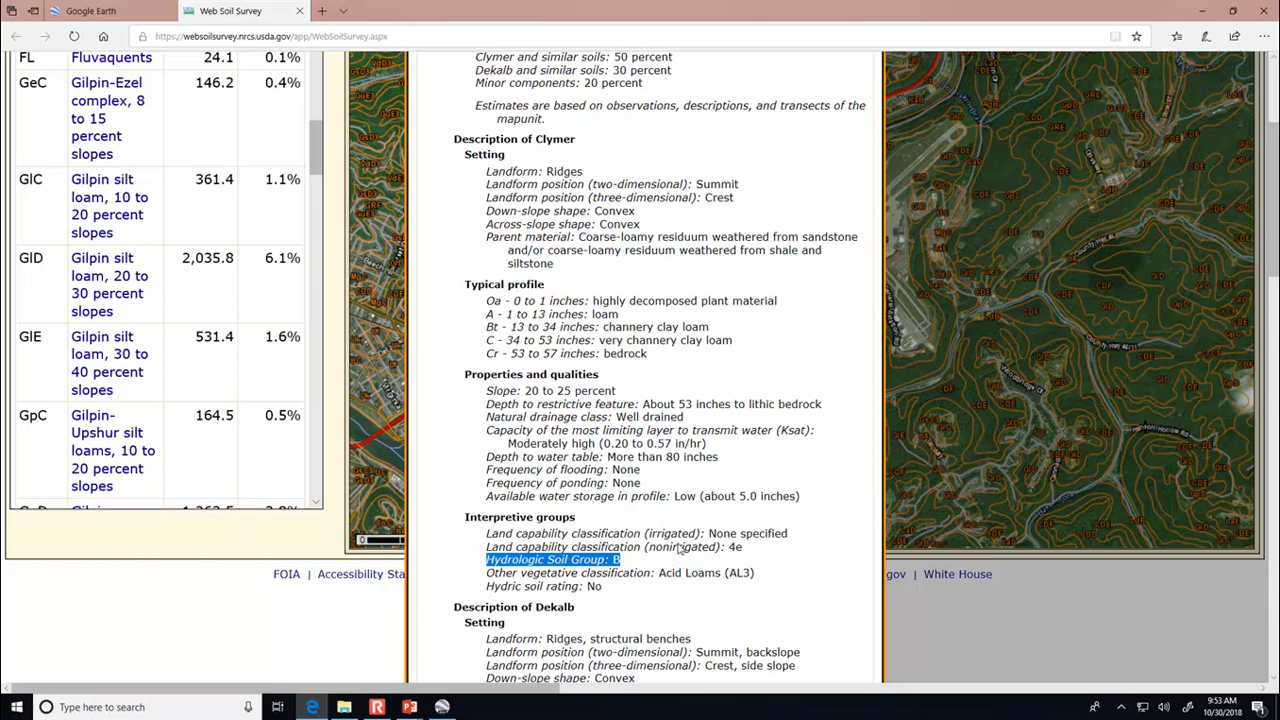 Google Earth
Web Soil Survey
https://websoilsurvey.nrcs.usda.gov/app/WebSoilSurvey.aspx
FL Fluvaquents 24.1 0.1%
GeC Gilpin-Ezel complex, 8 to 15 percent slopes 146.2 0.4%
GlC Gilpin silt loam, 10 to 20 percent slopes 361.4 1.1%
GlD Gilpin silt loam, 20 to 30 percent slopes 2,035.8 6.1%
GlE Gilpin silt loam, 30 to 40 percent slopes 531.4 1.6%
GpC Gilpin-Upshur silt loams, 10 to 20 percent slopes 164.5 0.5%
Clymer and similar soils: 50 percent
Dekalb and similar soils: 30 percent
Minor components: 20 percent
Estimates are based on observations, descriptions, and transects of the
mapunit.
Description of Clymer
Setting
Landform: Ridges
Landform position (two-dimensional): Summit
Landform position (three-dimensional): Crest
Down-slope shape: Convex
Across-slope shape: Convex
Parent material: Coarse-loamy residuum weathered from sandstone
and/or coarse-loamy residuum weathered from shale and
siltstone
Typical profile
Oa - 0 to 1 inches: highly decomposed plant material
A - 1 to 13 inches: loam
Bt - 13 to 34 inches: channery clay loam
C - 34 to 53 inches: very channery clay loam
Cr - 53 to 57 inches: bedrock
Properties and qualities
Slope: 20 to 25 percent
Depth to restrictive feature: About 53 inches to lithic bedrock
Natural drainage class: Well drained
Capacity of the most limiting layer to transmit water (Ksat):
Moderately high (0.20 to 0.57 in/hr)
Depth to water table: More than 80 inches
Frequency of flooding: None
Frequency of ponding: None
Available water storage in profile: Low (about 5.0 inches)
Interpretive groups
Land capability classification (irrigated): None specified
Land capability classification (nonirrigated): 4e
Hydrologic Soil Group: B
Other vegetative classification: Acid Loams (AL3)
Hydric soil rating: No
Description of Dekalb
Setting
Landform: Ridges, structural benches
Landform position (two-dimensional): Summit, backslope
Landform position (three-dimensional): Crest, side slope
Down-slope shape: Convex
FOIA | Accessibility Sta
gov | White House
Type here to search
9:53 AM
10/30/2018